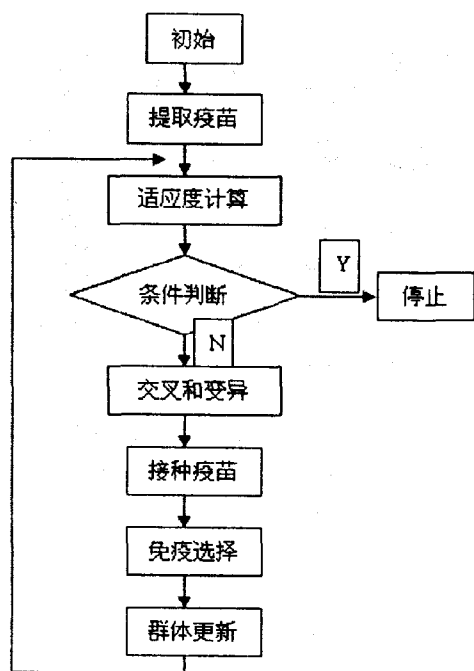 初始
提取疫苗
适应度计算
条件判断
Y
停止
N
交叉和变异
接种疫苗
免疫选择
群体更新